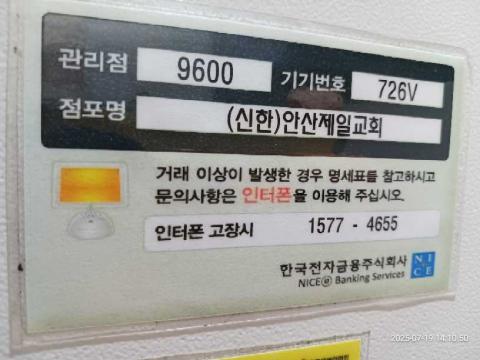 관리점 9600 기기번호 726V
점포명 (신한)안산제일교회
거래 이상이 발생한 경우 명세표를 참고하시고
문의사항은 인터폰을 이용해 주십시오.
인터폰 고장시 1577 - 4655
한국전자금융주식회사 NICE
NICE Banking Services
2025-07-19 14:10:50